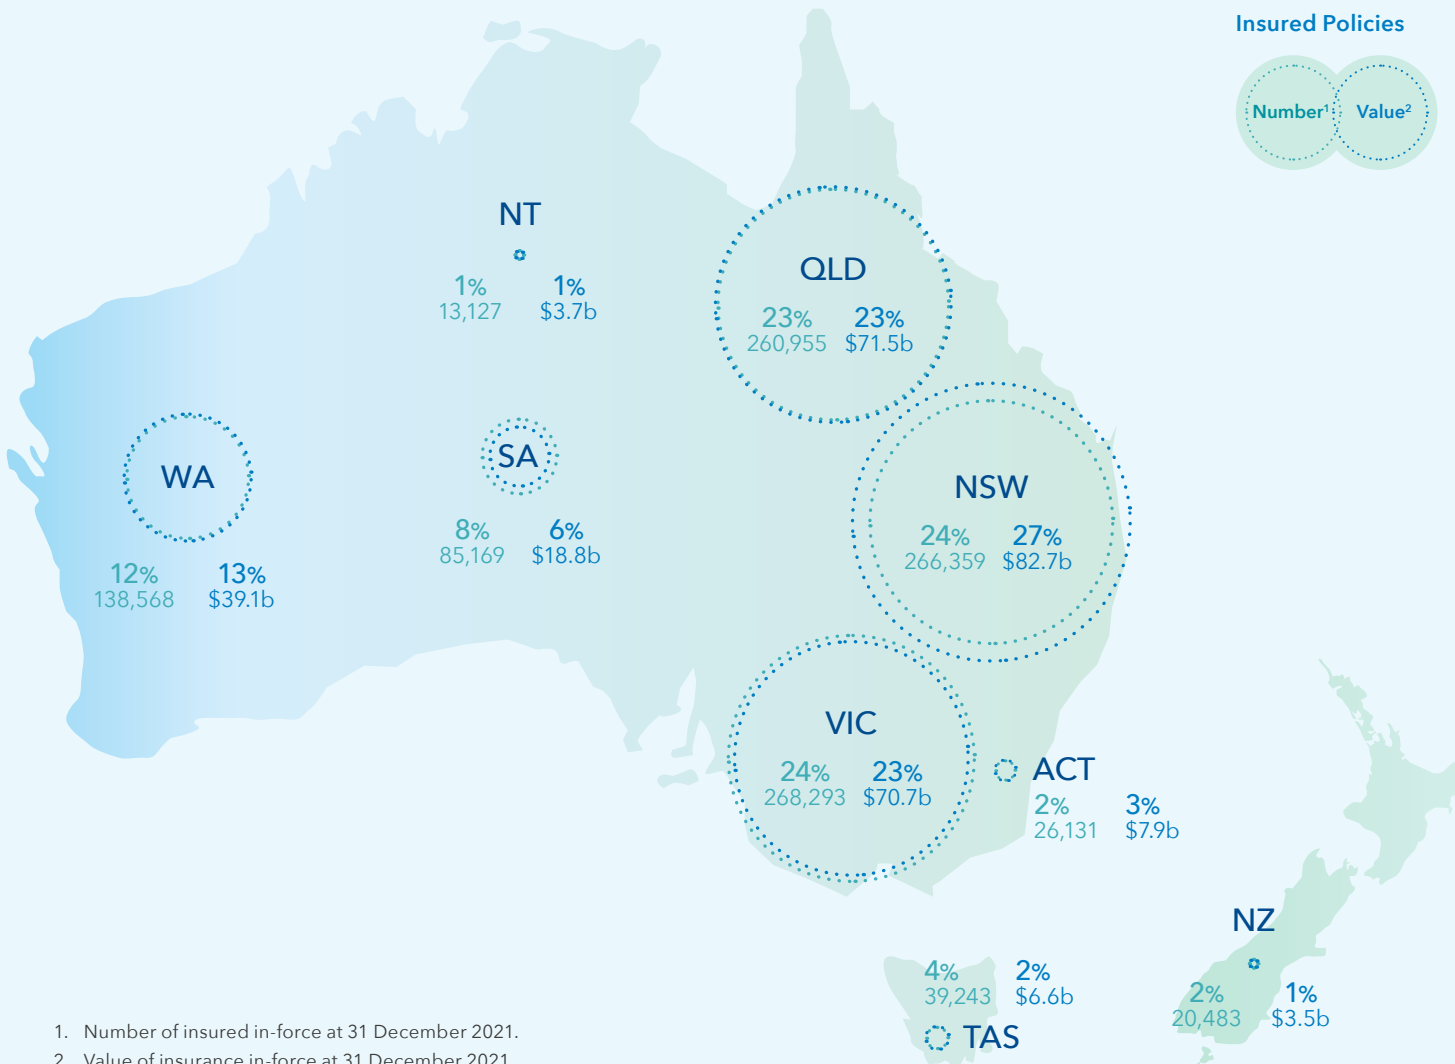 Insured Policies
Number¹ Value²
NT
1% 1%
13,127 $3.7b
QLD
23% 23%
260,955 $71.5b
WA
12% 13%
138,568 $39.1b
SA
8% 6%
85,169 $18.8b
NSW
24% 27%
266,359 $82.7b
VIC
24% 23%
268,293 $70.7b
ACT
2% 3%
26,131 $7.9b
NZ
2% 1%
20,483 $3.5b
4% 2%
39,243 $6.6b
TAS
1. Number of insured in-force at 31 December 2021.
2. Value of insurance in-force at 31 December 2021.